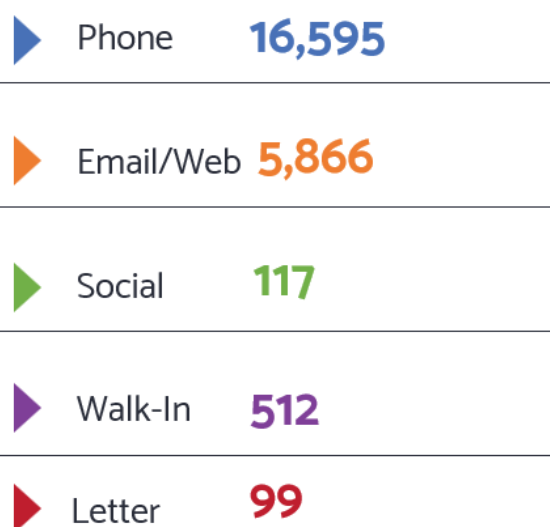 Phone 16,595
Email/Web 5,866
Social 117
Walk-In 512
Letter 99